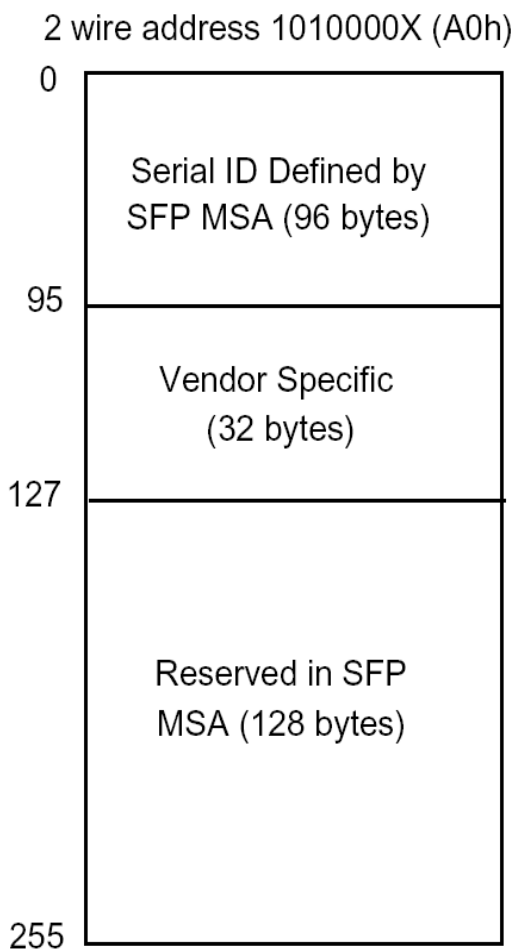 2 wire address 1010000X (A0h)
0
Serial ID Defined by
SFP MSA (96 bytes)
95
Vendor Specific
(32 bytes)
127
Reserved in SFP
MSA (128 bytes)
255